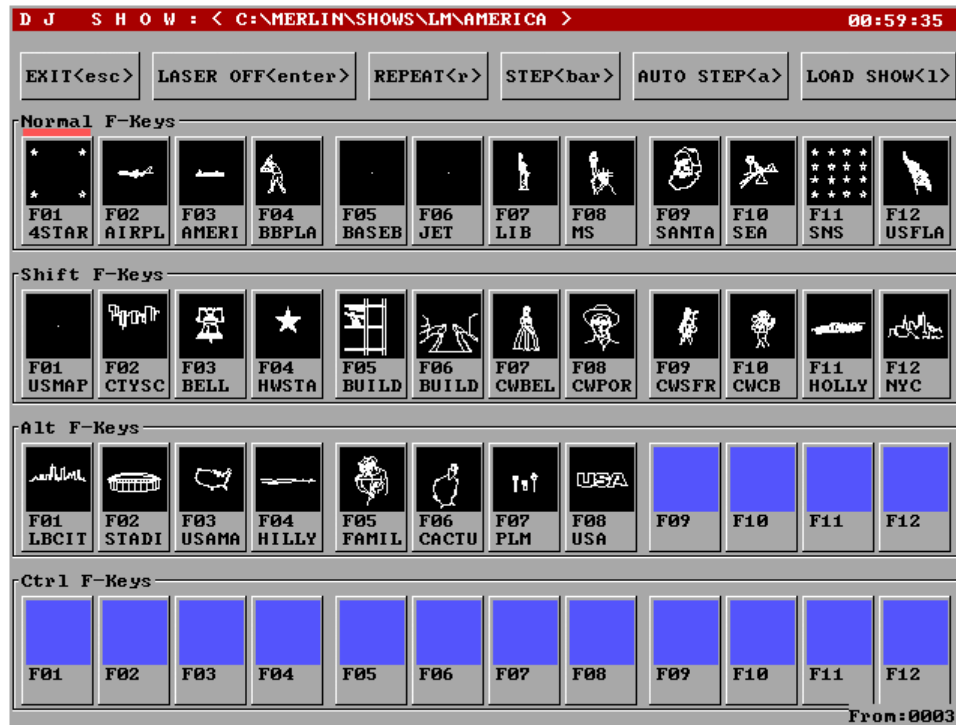 D J   S H O W : < C:\MERLIN\SHOWS\LM\AMERICA > 00:59:35
EXIT<esc> LASER OFF<enter> REPEAT<r> STEP<bar> AUTO STEP<a> LOAD SHOW<l>
Normal F-Keys
F01 F02 F03 F04 F05 F06 F07 F08 F09 F10 F11 F12
4STAR AIRPL AMERI BBPLA BASEB JET LIB MS SANTA SEA SNS USFLA
Shift F-Keys
F01 F02 F03 F04 F05 F06 F07 F08 F09 F10 F11 F12
USMAP CTYSC BELL HWSTA BUILD BUILD CWBEL CWPOR CWSFR CWCB HOLLY NYC
Alt F-Keys
USA
F01 F02 F03 F04 F05 F06 F07 F08 F09 F10 F11 F12
LBCIT STADI USAMA HILLY FAMIL CACTU PLM USA
Ctrl F-Keys
F01 F02 F03 F04 F05 F06 F07 F08 F09 F10 F11 F12
From:0003